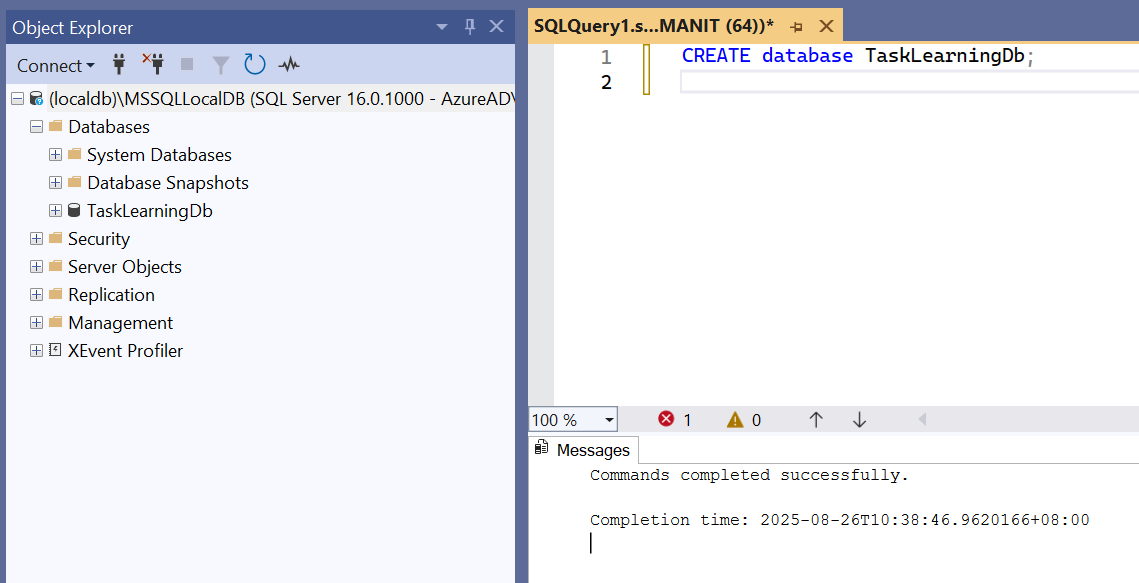 Object Explorer
Connect
(localdb)\MSSQLLocalDB (SQL Server 16.0.1000 - AzureAD\
Databases
System Databases
Database Snapshots
TaskLearningDb
Security
Server Objects
Replication
Management
XEvent Profiler
SQLQuery1.s...MANIT (64))*
1 CREATE database TaskLearningDb;
2
100 % 1 0
Messages
Commands completed successfully.
Completion time: 2025-08-26T10:38:46.9620166+08:00